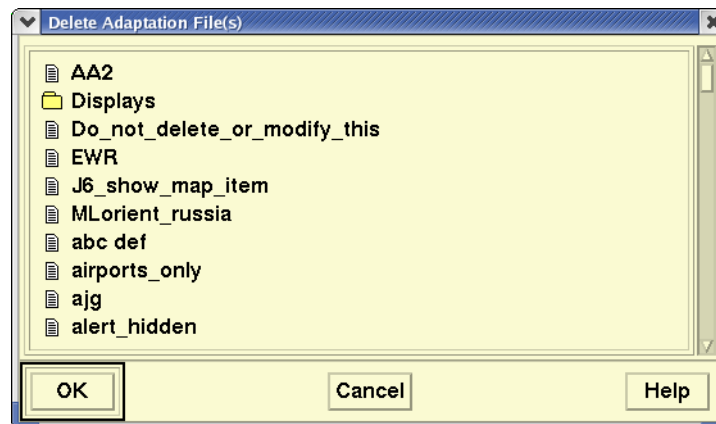 Delete Adaptation File(s)
AA2
Displays
Do_not_delete_or_modify_this
EWR
J6_show_map_item
MLorient_russia
abc def
airports_only
ajg
alert_hidden
OK Cancel Help